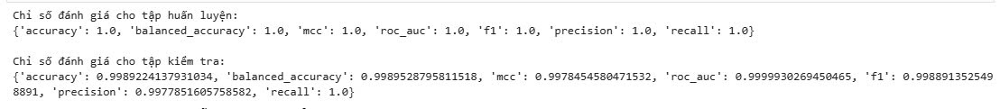 Chỉ số đánh giá cho tập huấn luyện:
{'accuracy': 1.0, 'balanced_accuracy': 1.0, 'mcc': 1.0, 'roc_auc': 1.0, 'f1': 1.0, 'precision': 1.0, 'recall': 1.0}
Chỉ số đánh giá cho tập kiểm tra:
{'accuracy': 0.9989224137931034, 'balanced_accuracy': 0.9989528795811518, 'mcc': 0.9978454580471532, 'roc_auc': 0.9999930269450465, 'f1': 0.998891352549
8891, 'precision': 0.9977851605758582, 'recall': 1.0}